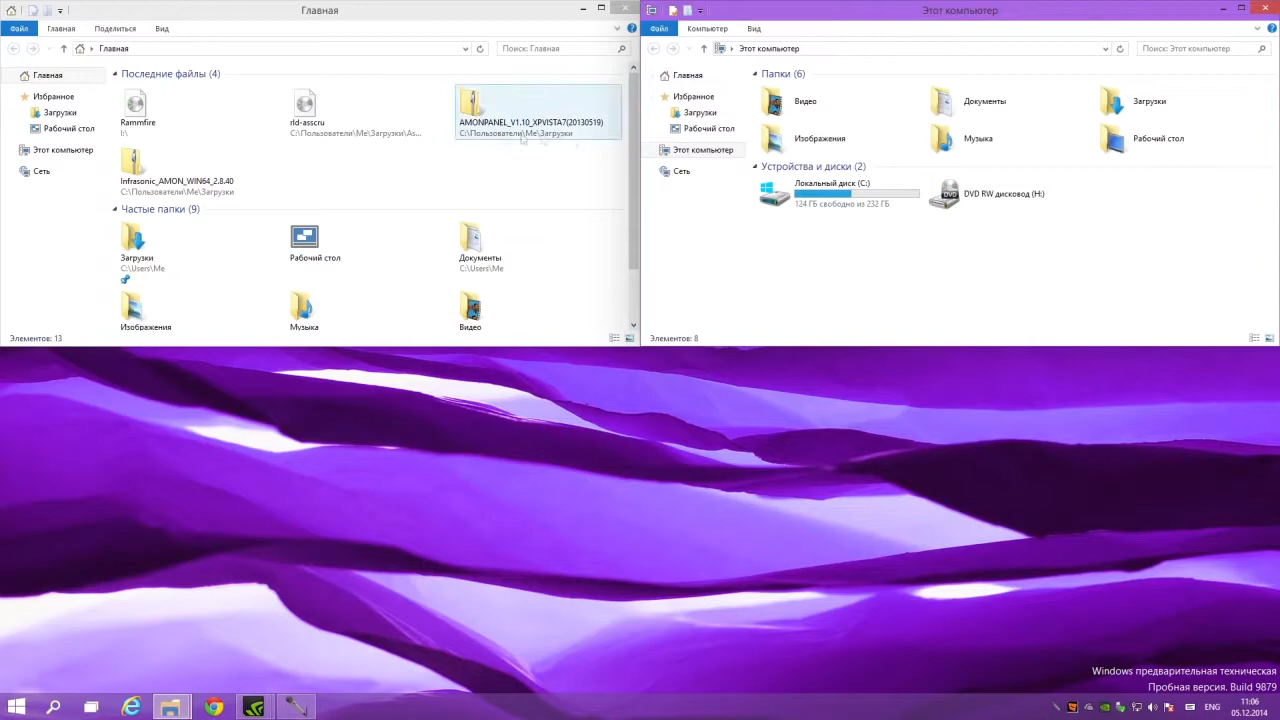 Главная
Файл Главная Поделиться Вид
Главная
Поиск: Главная
Главная
Избранное
Загрузки
Рабочий стол
Этот компьютер
Сеть
Последние файлы (4)
Rammfire
I:\
rld-asscru
C:\Пользователи\Me\Загрузки\As...
AMONPANEL_V1.10_XPVISTA7(20130519)
C:\Пользователи\Me\Загрузки
Infrasonic_AMON_WIN64_2.8.40
C:\Пользователи\Me\Загрузки
Частые папки (9)
Загрузки
C:\Users\Me
Рабочий стол
Документы
C:\Users\Me
Изображения
Музыка
Видео
Элементов: 13
Этот компьютер
Файл Компьютер Вид
Этот компьютер
Поиск: Этот компьютер
Главная
Избранное
Загрузки
Рабочий стол
Этот компьютер
Сеть
Папки (6)
Видео
Документы
Загрузки
Изображения
Музыка
Рабочий стол
Устройства и диски (2)
Локальный диск (C:)
124 ГБ свободно из 232 ГБ
DVD RW дисковод (H:)
Элементов: 8
Windows предварительная техническая
Пробная версия. Build 9879
ENG
11:06
05.12.2014